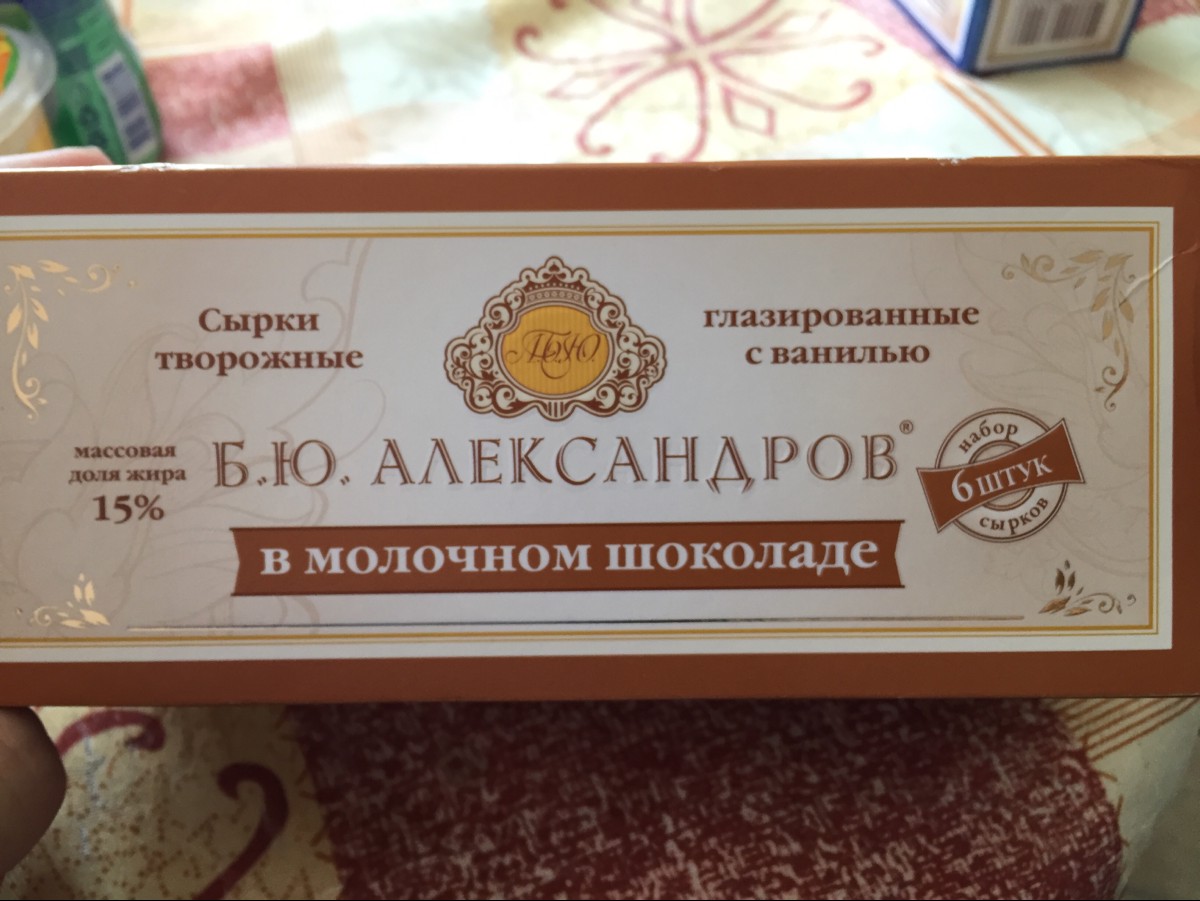 Сырки
творожные
глазированные
с ванилью
Б.Ю.
массовая
доля жира
15%
Б.Ю. АЛЕКСАНДРОВ®
набор
6 ШТУК
сырков
в молочном шоколаде